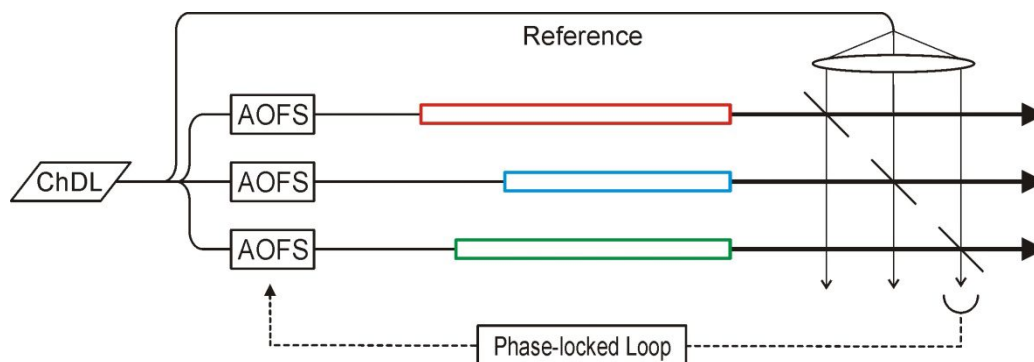 Reference
AOFS
ChDL
AOFS
AOFS
Phase-locked Loop